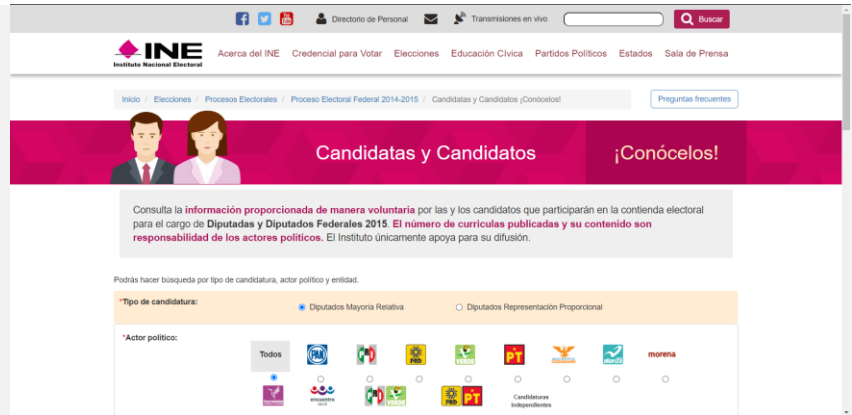 Directorio de Personal Transmisiones en vivo Buscar
INE
Instituto Nacional Electoral
Acerca del INE Credencial para Votar Elecciones Educación Cívica Partidos Políticos Estados Sala de Prensa
Inicio / Elecciones / Procesos Electorales / Proceso Electoral Federal 2014-2015 / Candidatas y Candidatos ¡Conócelos!
Preguntas frecuentes
Candidatas y Candidatos ¡Conócelos!
Consulta la información proporcionada de manera voluntaria por las y los candidatos que participarán en la contienda electoral
para el cargo de Diputadas y Diputados Federales 2015. El número de curriculas publicadas y su contenido son
responsabilidad de los actores políticos. El Instituto únicamente apoya para su difusión.
Podrás hacer búsqueda por tipo de candidatura, actor político y entidad.
*Tipo de candidatura: Diputados Mayoría Relativa Diputados Representación Proporcional
*Actor político:
Todos PAN PRD VERDE PT morena
encuentro social VERDE PRD PT Candidaturas
Independientes